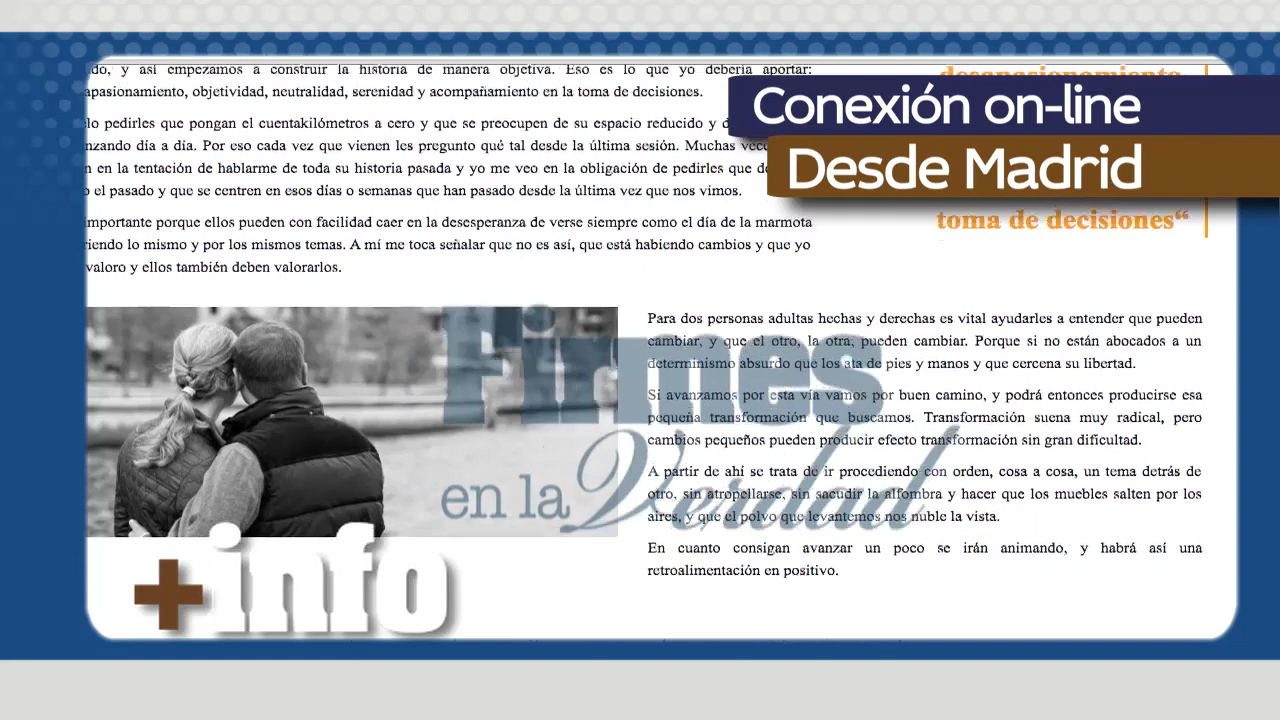 do, y así empezamos a construir la historia de manera objetiva. Eso es lo que yo debería aportar:
apasionamiento, objetividad, neutralidad, serenidad y acompañamiento en la toma de decisiones.
lo pedirles que pongan el cuentakilómetros a cero y que se preocupen de su espacio reducido y
nzando día a día. Por eso cada vez que vienen les pregunto qué tal desde la última sesión. Muchas
n en la tentación de hablarme de toda su historia pasada y yo me veo en la obligación de pedirles que
o el pasado y que se centren en esos días o semanas que han pasado desde la última vez que nos vimos.
importante porque ellos pueden con facilidad caer en la desesperanza de verse siempre como el día de la marmota
riendo lo mismo y por los mismos temas. A mí me toca señalar que no es así, que está habiendo cambios y que yo
valoro y ellos también deben valorarlos.
desapasionamiento
Conexión on-line
Desde Madrid
toma de decisiones“
Firmes
en la Verdad
Para dos personas adultas hechas y derechas es vital ayudarles a entender que pueden
cambiar, y que el otro, la otra, pueden cambiar. Porque si no están abocados a un
determinismo absurdo que los ata de pies y manos y que cercena su libertad.
Si avanzamos por esta vía vamos por buen camino, y podrá entonces producirse esa
pequeña transformación que buscamos. Transformación suena muy radical, pero
cambios pequeños pueden producir efecto transformación sin gran dificultad.
A partir de ahí se trata de ir procediendo con orden, cosa a cosa, un tema detrás de
otro, sin atropellarse, sin sacudir la alfombra y hacer que los muebles salten por los
aires, y que el polvo que levantemos nos nuble la vista.
En cuanto consigan avanzar un poco se irán animando, y habrá así una
retroalimentación en positivo.
+info